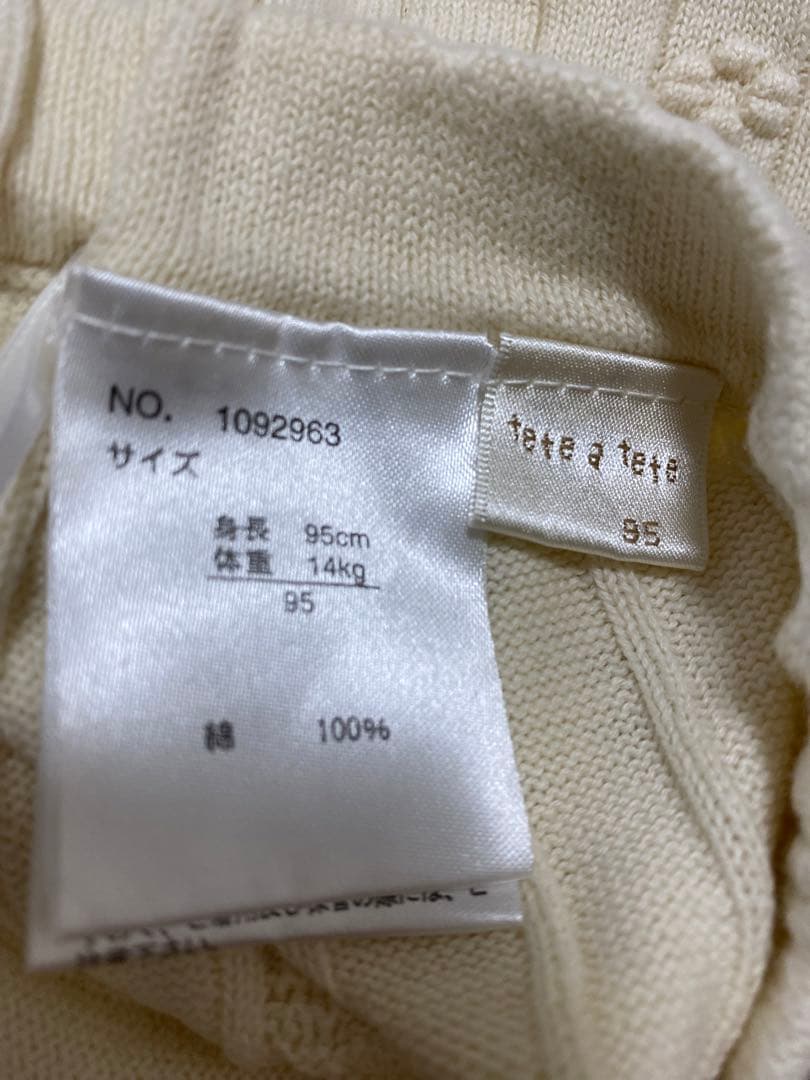 NO. 1092963
サイズ
身長 95cm
体重 14kg
95
綿 100%
tete a tete
95